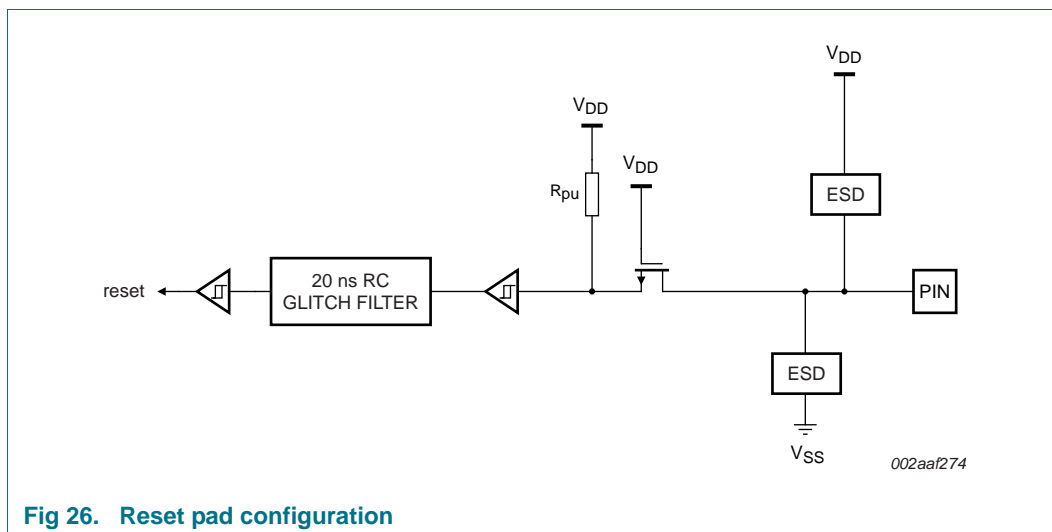 VDD
VDD
VDD
Rpu
ESD
reset
20 ns RC
GLITCH FILTER
PIN
ESD
VSS
002aaf274
Fig 26. Reset pad configuration